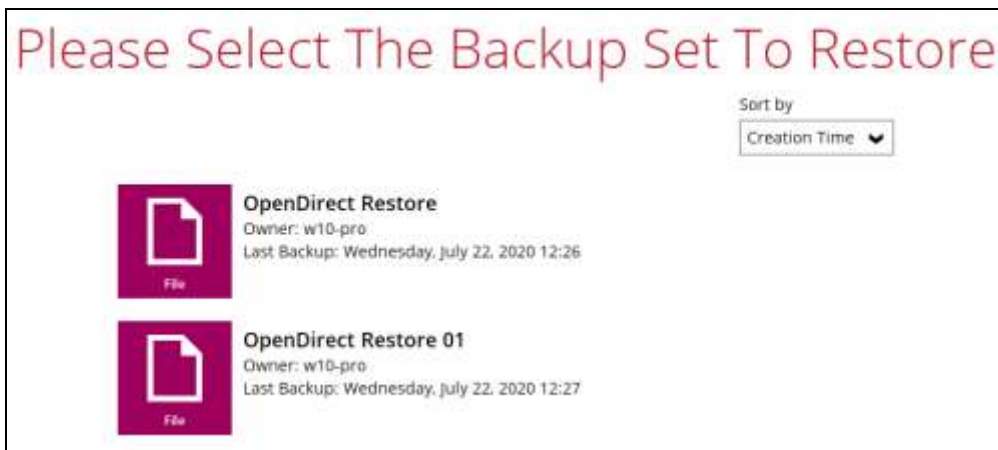 Please Select The Backup Set To Restore
Sort by
Creation Time
OpenDirect Restore
Owner: w10-pro
Last Backup: Wednesday, July 22, 2020 12:26
File
OpenDirect Restore 01
Owner: w10-pro
Last Backup: Wednesday, July 22, 2020 12:27
File